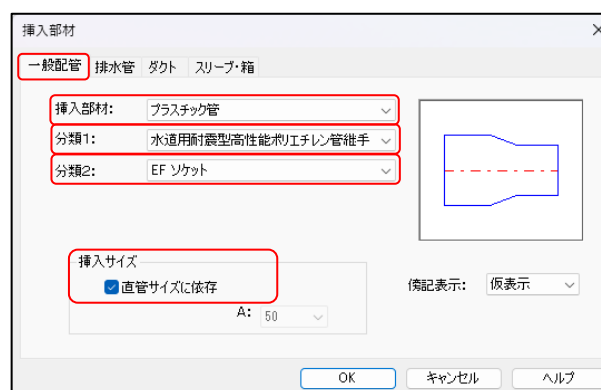 挿入部材
一般配管 排水管 ダクト スリーブ・箱
挿入部材: プラスチック管
分類1: 水道用耐震型高性能ポリエチレン管継手
分類2: EF ソケット
挿入サイズ
直管サイズに依存
A: 50
傍記表示: 仮表示
OK キャンセル ヘルプ